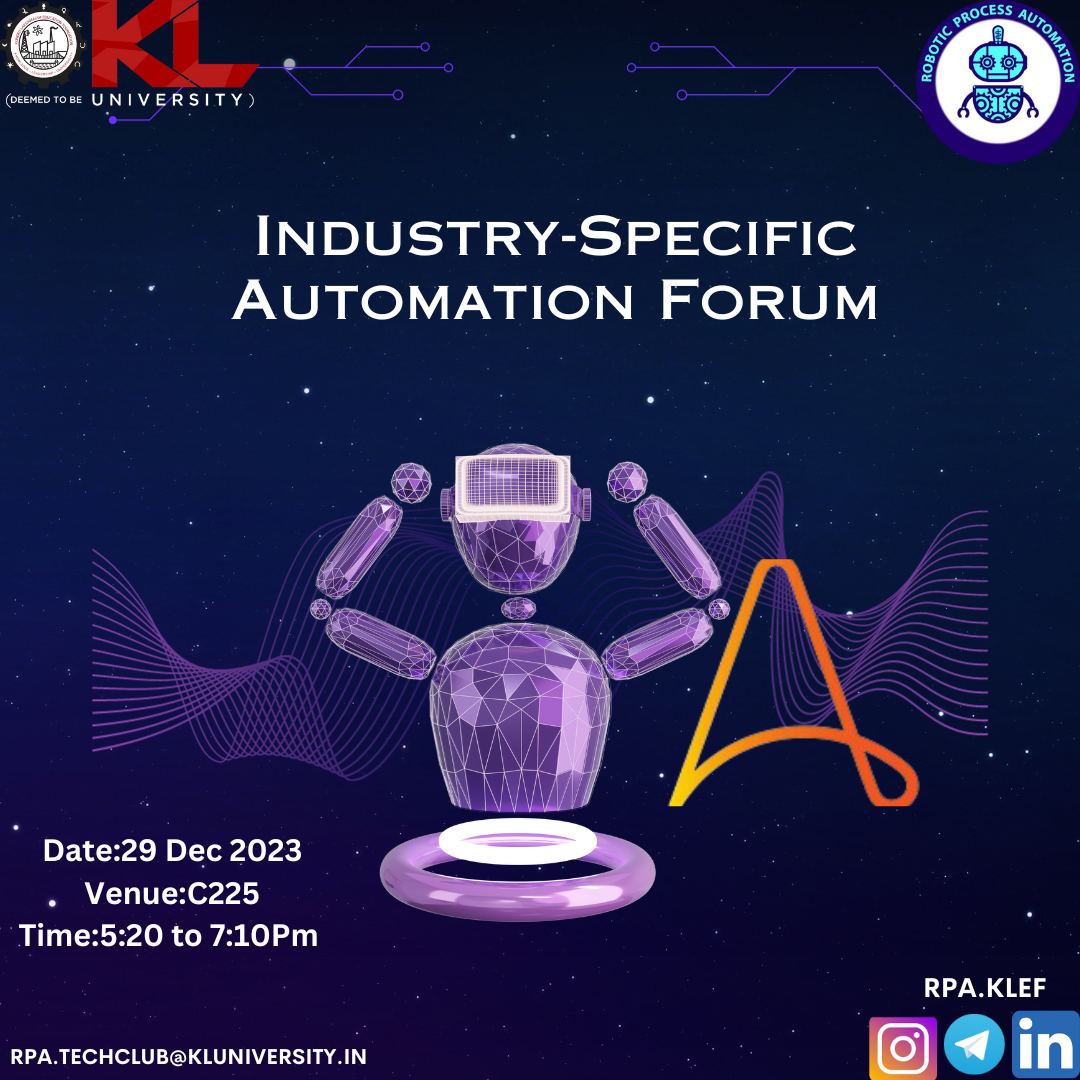 KL
(DEEMED TO BE UNIVERSITY)
ROBOTIC PROCESS AUTOMATION
INDUSTRY-SPECIFIC
AUTOMATION FORUM
Date:29 Dec 2023
Venue:C225
Time:5:20 to 7:10Pm
RPA.KLEF
in
RPA.TECHCLUB@KLUNIVERSITY.IN